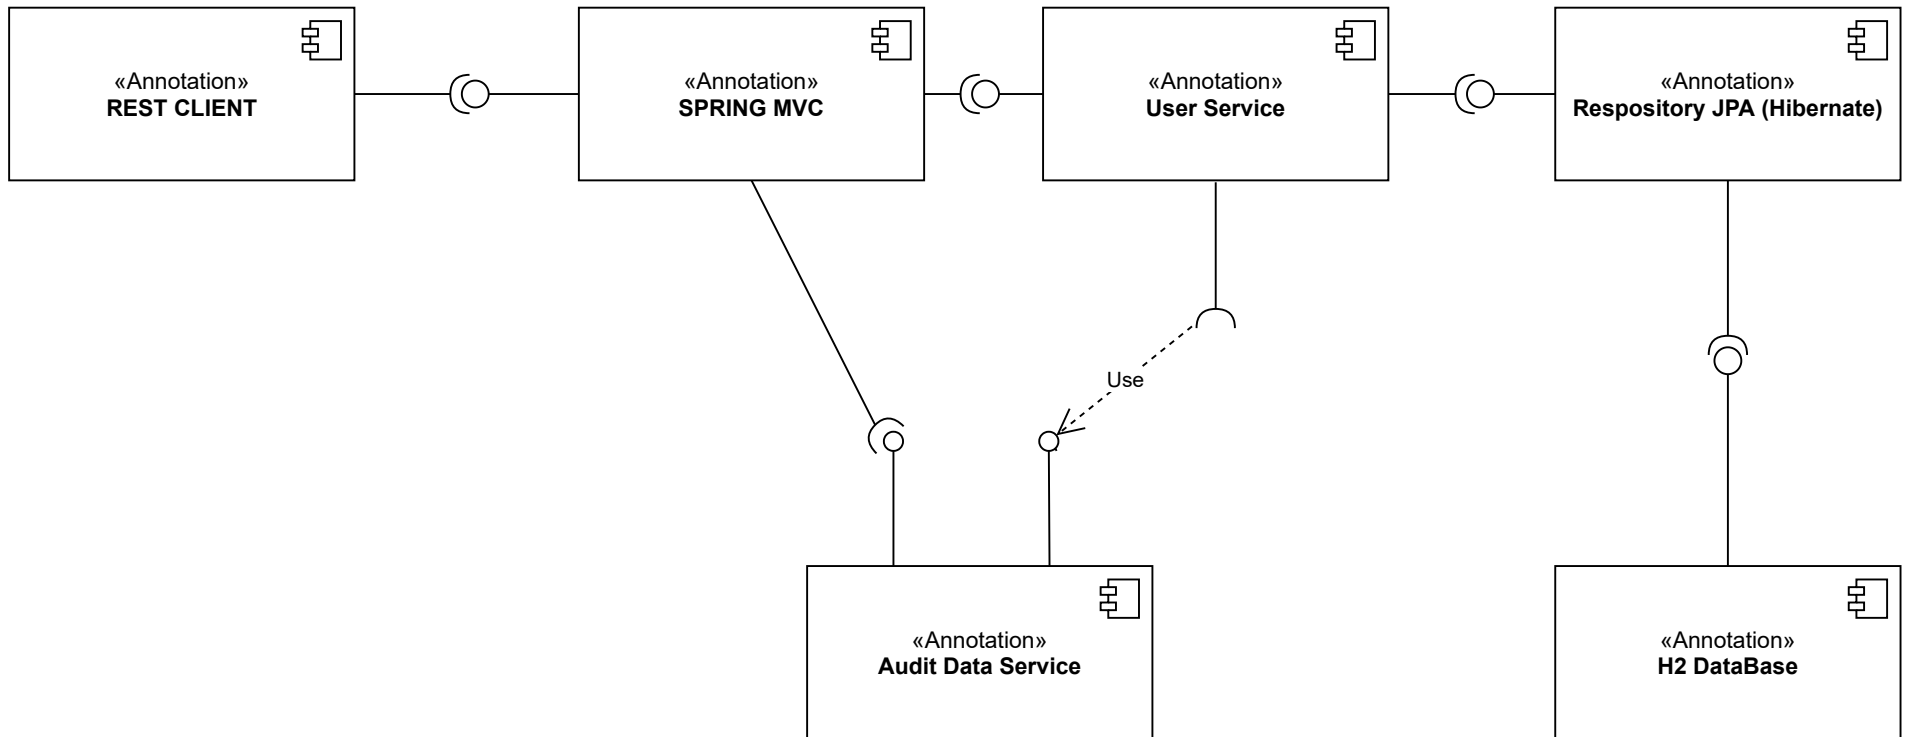 «Annotation»
REST CLIENT
«Annotation»
SPRING MVC
«Annotation»
User Service
«Annotation»
Respository JPA (Hibernate)
Use
«Annotation»
Audit Data Service
«Annotation»
H2 DataBase